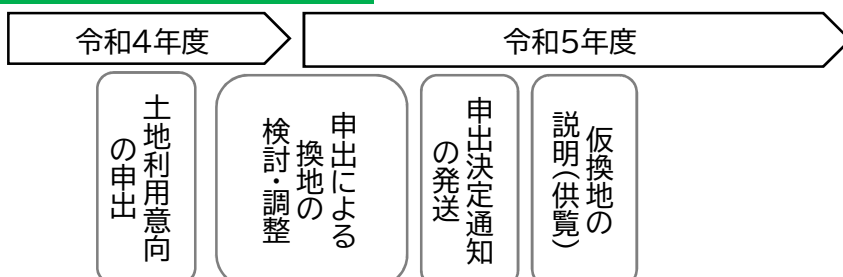 令和4年度
令和5年度
土地利用意向
の申出
申出による
換地の
検討・調整
申出決定通知
の発送
仮換地の
説明(供覧)